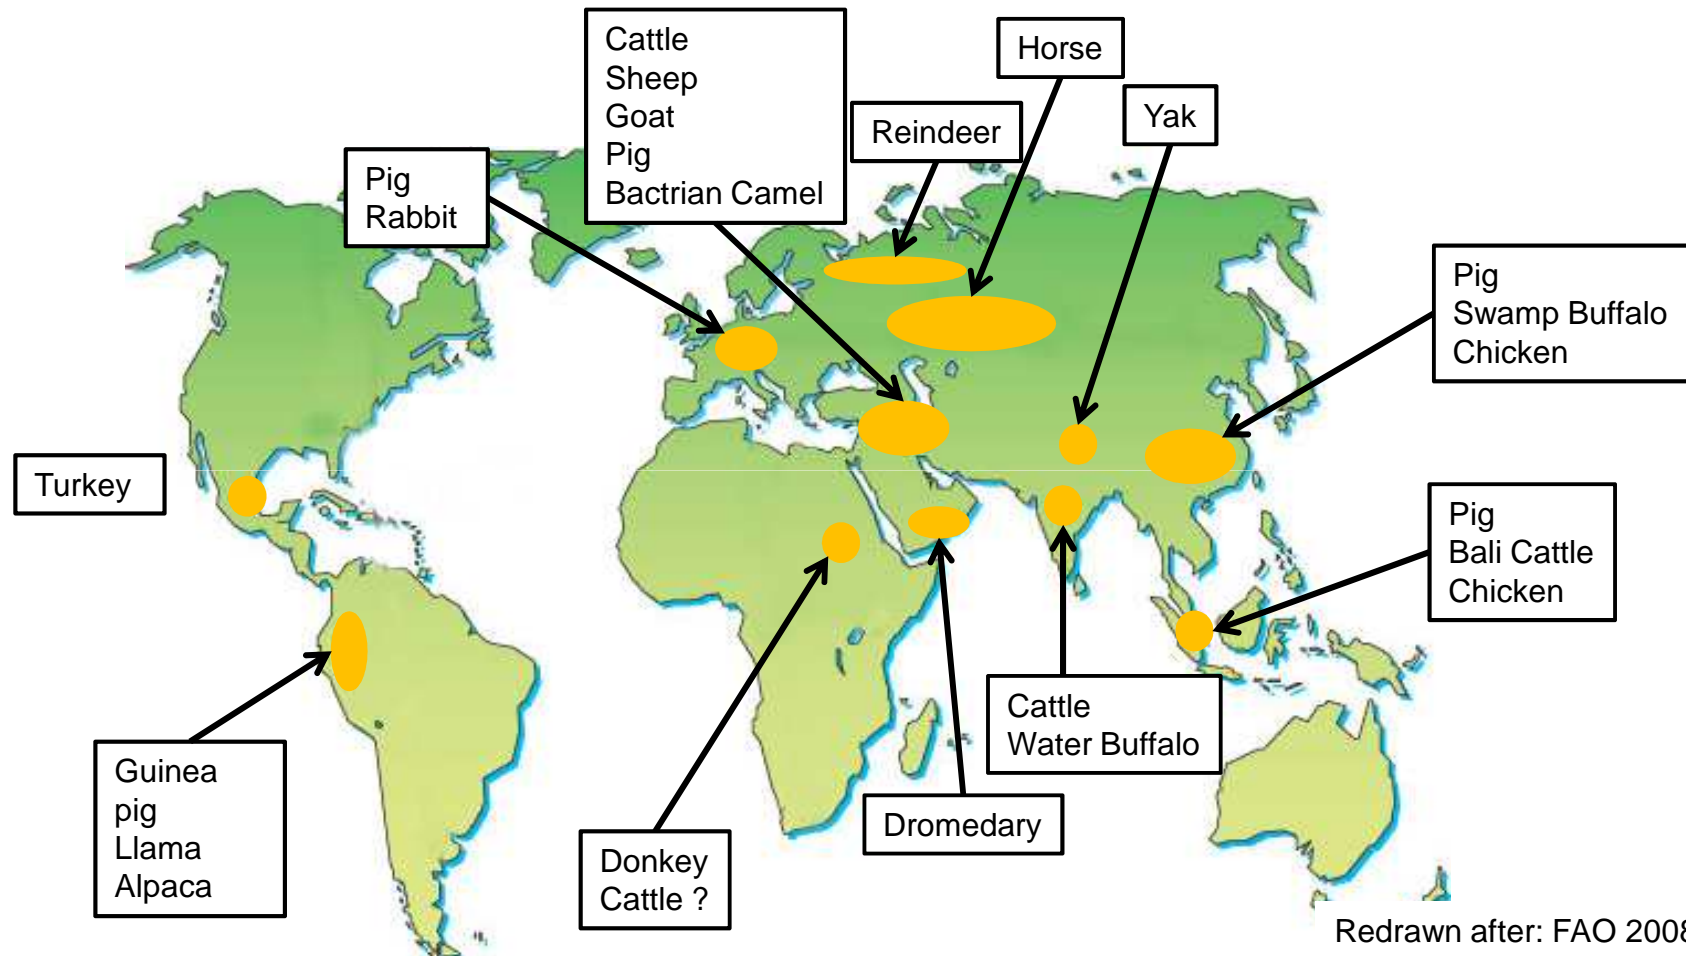 Cattle
Sheep
Goat
Pig
Bactrian Camel
Horse
Yak
Reindeer
Pig
Rabbit
Pig
Swamp Buffalo
Chicken
Turkey
Pig
Bali Cattle
Chicken
Cattle
Water Buffalo
Guinea
pig
Llama
Alpaca
Donkey
Cattle ?
Dromedary
Redrawn after: FAO 2008